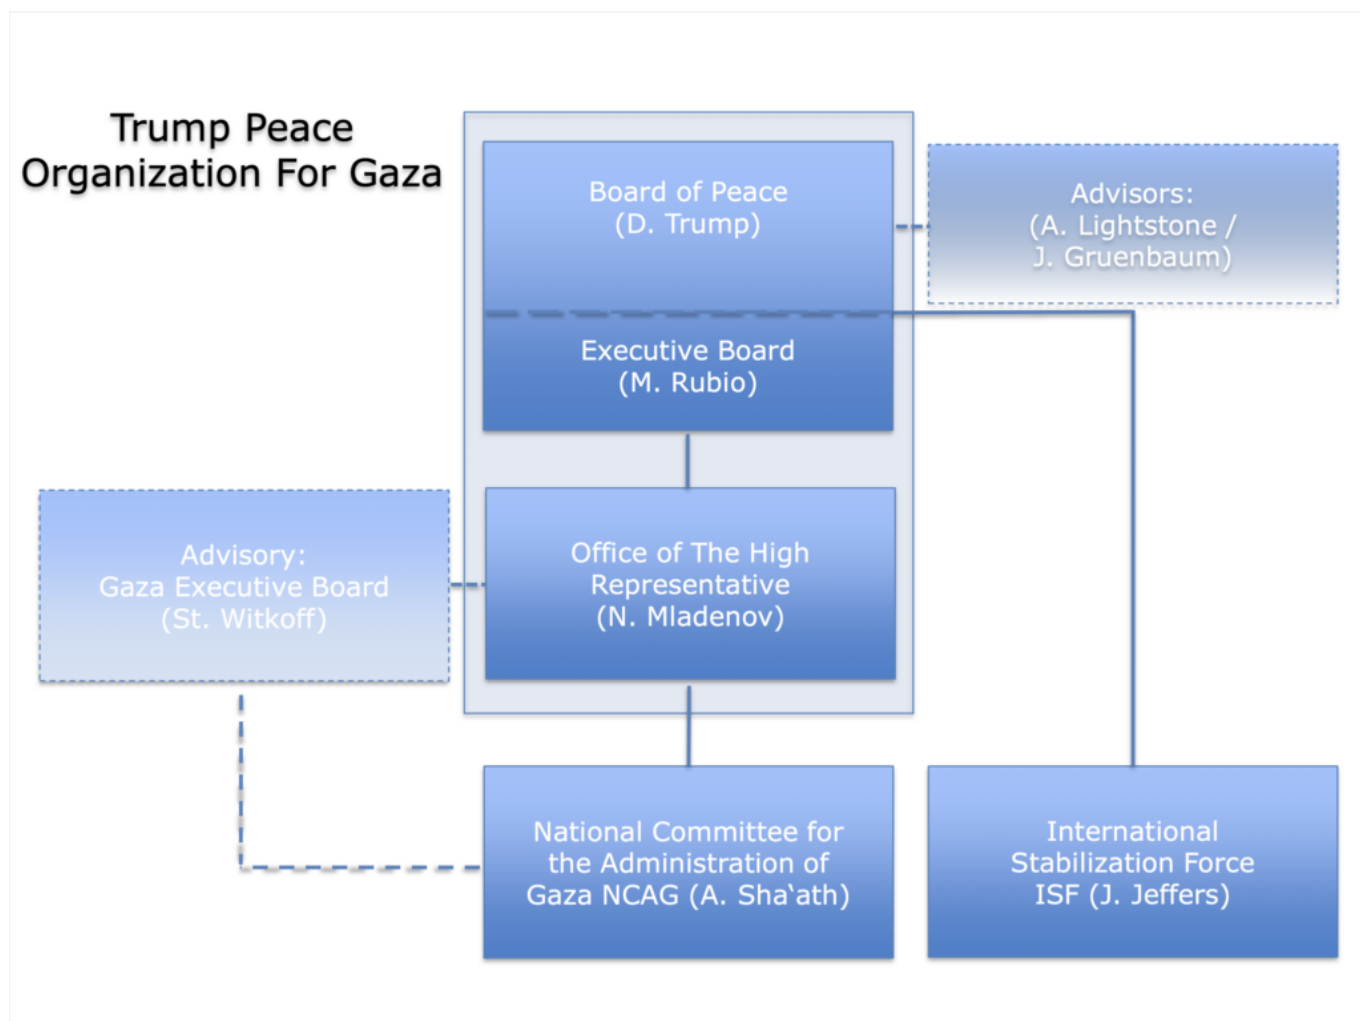 Trump Peace
Organization For Gaza
Board of Peace
(D. Trump)
Advisors:
(A. Lightstone /
J. Gruenbaum)
Executive Board
(M. Rubio)
Advisory:
Gaza Executive Board
(St. Witkoff)
Office of The High
Representative
(N. Mladenov)
National Committee for
the Administration of
Gaza NCAG (A. Sha‘ath)
International
Stabilization Force
ISF (J. Jeffers)